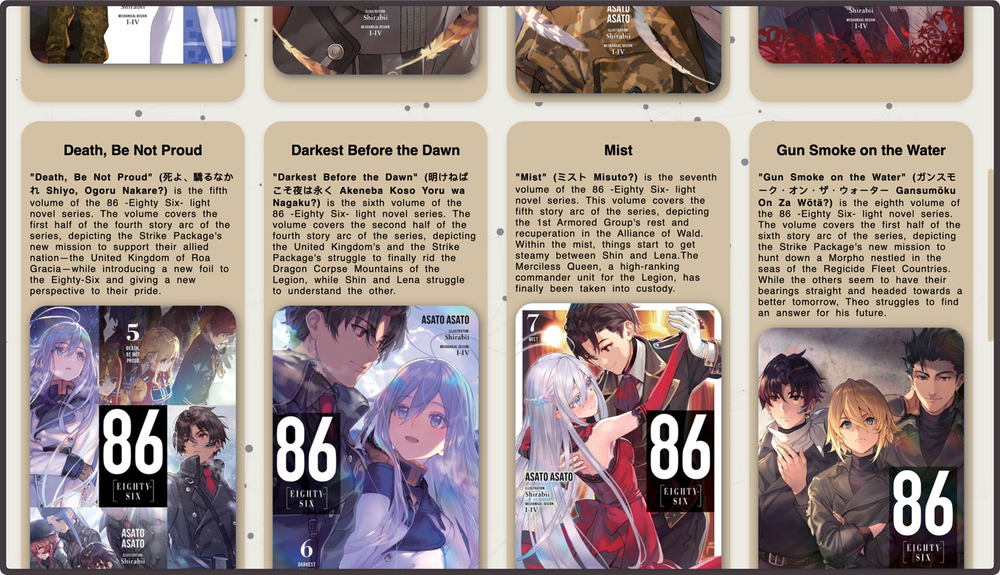 ILLUSTRATION:
Shirabii
MECHANICAL DESIGN:
I-IV
ILLUSTRATION:
Shirabii
MECHANICAL DESIGN:
I-IV
ASATO
ASATO
ILLUSTRATION:
Shirabii
MECHANICAL DESIGN:
I-IV
Shirabii
MECHANICAL DESIGN:
I-IV
Death, Be Not Proud
"Death, Be Not Proud" (死よ、驕るなか
れ Shiyo, Ogoru Nakare?) is the fifth
volume of the 86 -Eighty Six- light
novel series. The volume covers the
first half of the fourth story arc of the
series, depicting the Strike Package's
new mission to support their allied
nation—the United Kingdom of Roa
Gracia—while introducing a new foil to
the Eighty-Six and giving a new
perspective to their pride.
5
DEATH,
BE NOT
PROUD
86
[EIGHTY-
SIX]
ASATO
ASATO
ILLUSTRATION:
Shirabii
Darkest Before the Dawn
"Darkest Before the Dawn" (明けねば
こそ夜は永く Akeneba Koso Yoru wa
Nagaku?) is the sixth volume of the
86 -Eighty Six- light novel series. The
volume covers the second half of the
fourth story arc of the series, depicting
the United Kingdom's and the Strike
Package's struggle to finally rid the
Dragon Corpse Mountains of the
Legion, while Shin and Lena struggle
to understand the other.
ASATO ASATO
ILLUSTRATION:
Shirabii
MECHANICAL DESIGN:
I-IV
86
[EIGHTY-
SIX]
6
DARKEST
Mist
"Mist" (ミスト Misuto?) is the seventh
volume of the 86 -Eighty Six- light
novel series. This volume covers the
fifth story arc of the series, depicting
the 1st Armored Group's rest and
recuperation in the Alliance of Wald.
Within the mist, things start to get
steamy between Shin and Lena.The
Merciless Queen, a high-ranking
commander unit for the Legion, has
finally been taken into custody.
7
MIST
86
[EIGHTY-
SIX]
ASATO ASATO
ILLUSTRATION:
Shirabii
MECHANICAL DESIGN:
I-IV
Gun Smoke on the Water
"Gun Smoke on the Water" (ガンスモ
ーク・オン・ザ・ウォーター Gansumōku
On Za Wōtā?) is the eighth volume of
the 86 -Eighty Six- light novel series.
The volume covers the first half of the
sixth story arc of the series, depicting
the Strike Package's new mission to
hunt down a Morpho nestled in the
seas of the Regicide Fleet Countries.
While the others seem to have their
bearings straight and headed towards a
better tomorrow, Theo struggles to find
an answer for his future.
86
[EIGHTY-
SIX]